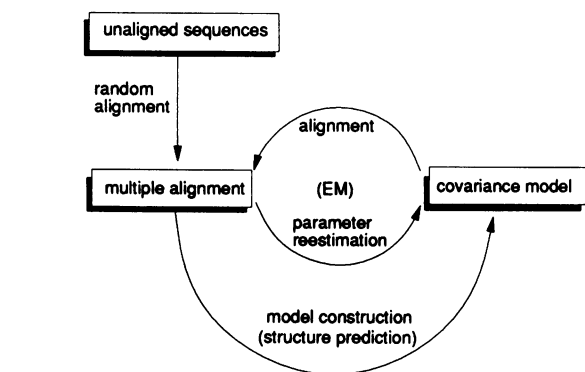 unaligned sequences
random
alignment
alignment
multiple alignment
(EM)
covariance model
parameter
reestimation
model construction
(structure prediction)